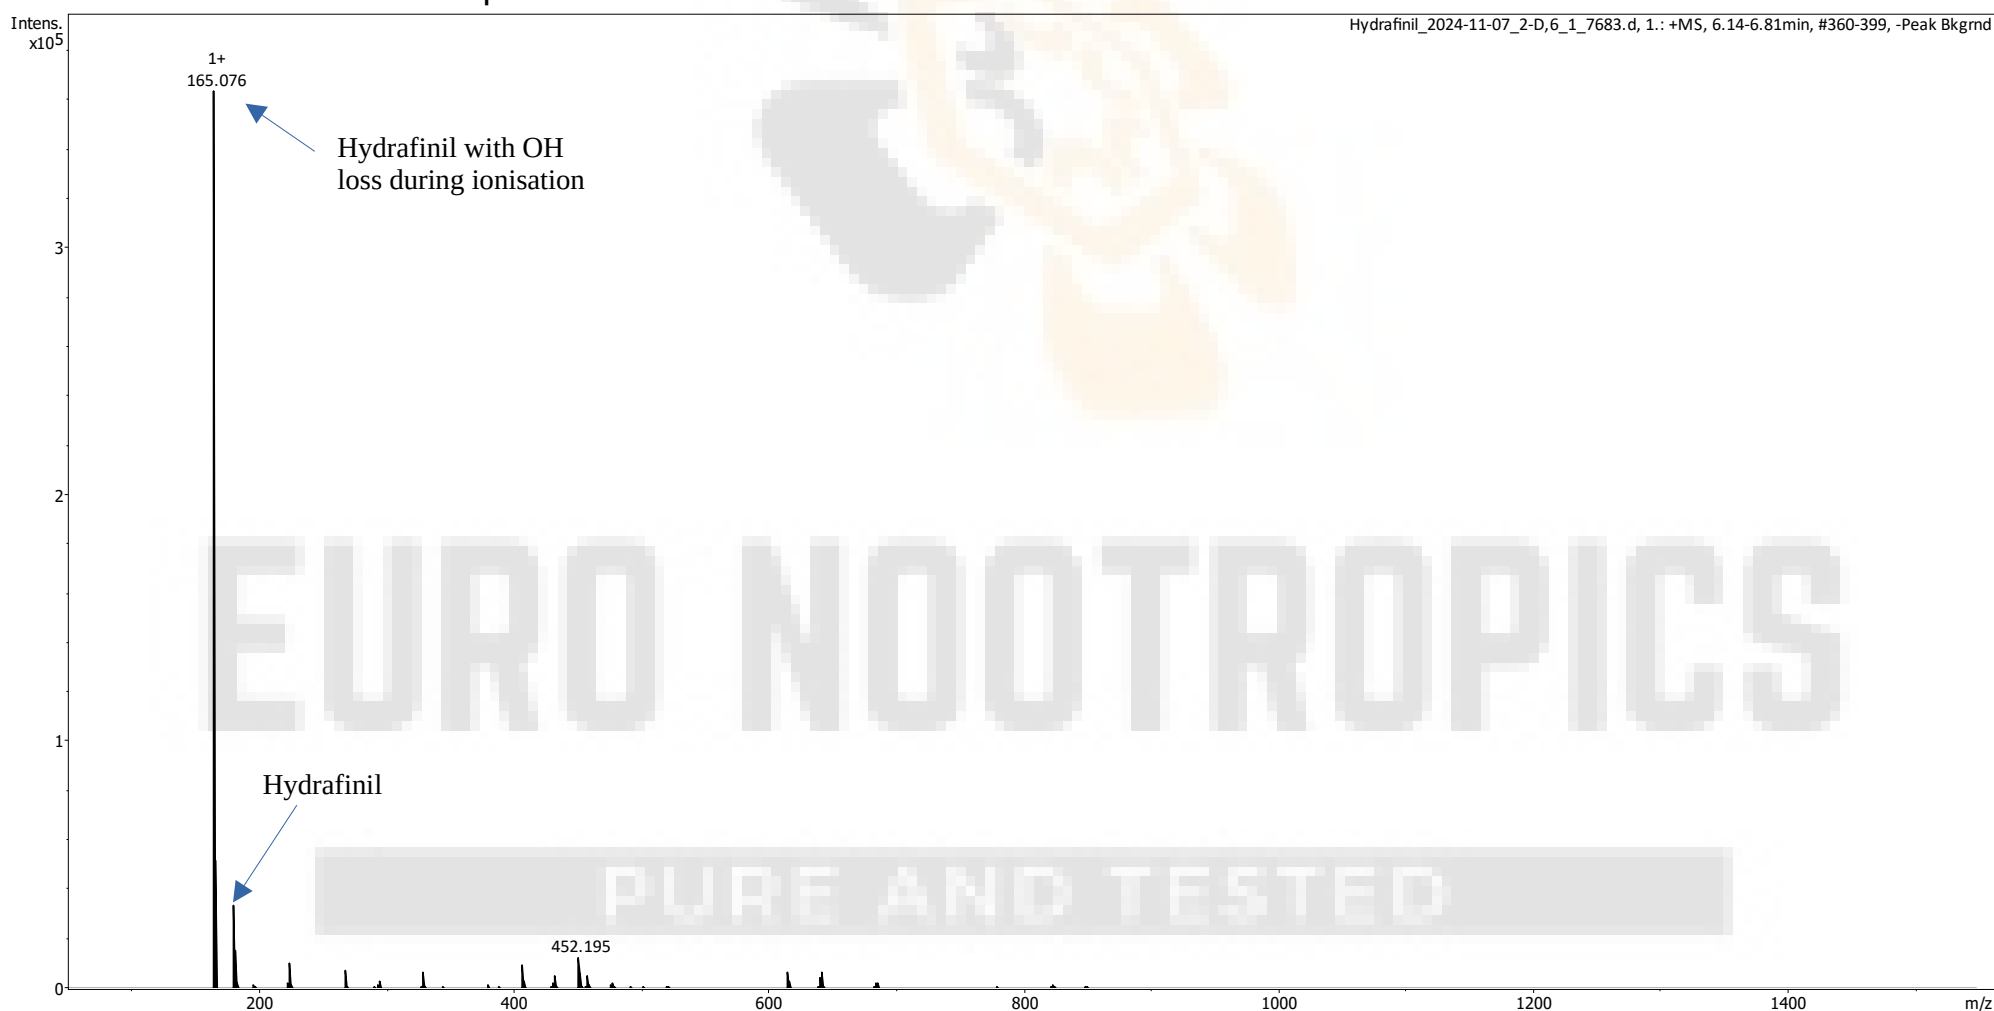 Intens.
x10⁵
Hydrafinil_2024-11-07_2-D,6_1_7683.d, 1.: +MS, 6.14-6.81min, #360-399, -Peak Bkgrnd
1+
165.076
Hydrafinil with OH
loss during ionisation
3
2
EURO NOOTROPICS
1
Hydrafinil
PURE AND TESTED
452.195
0
200 400 600 800 1000 1200 1400 m/z